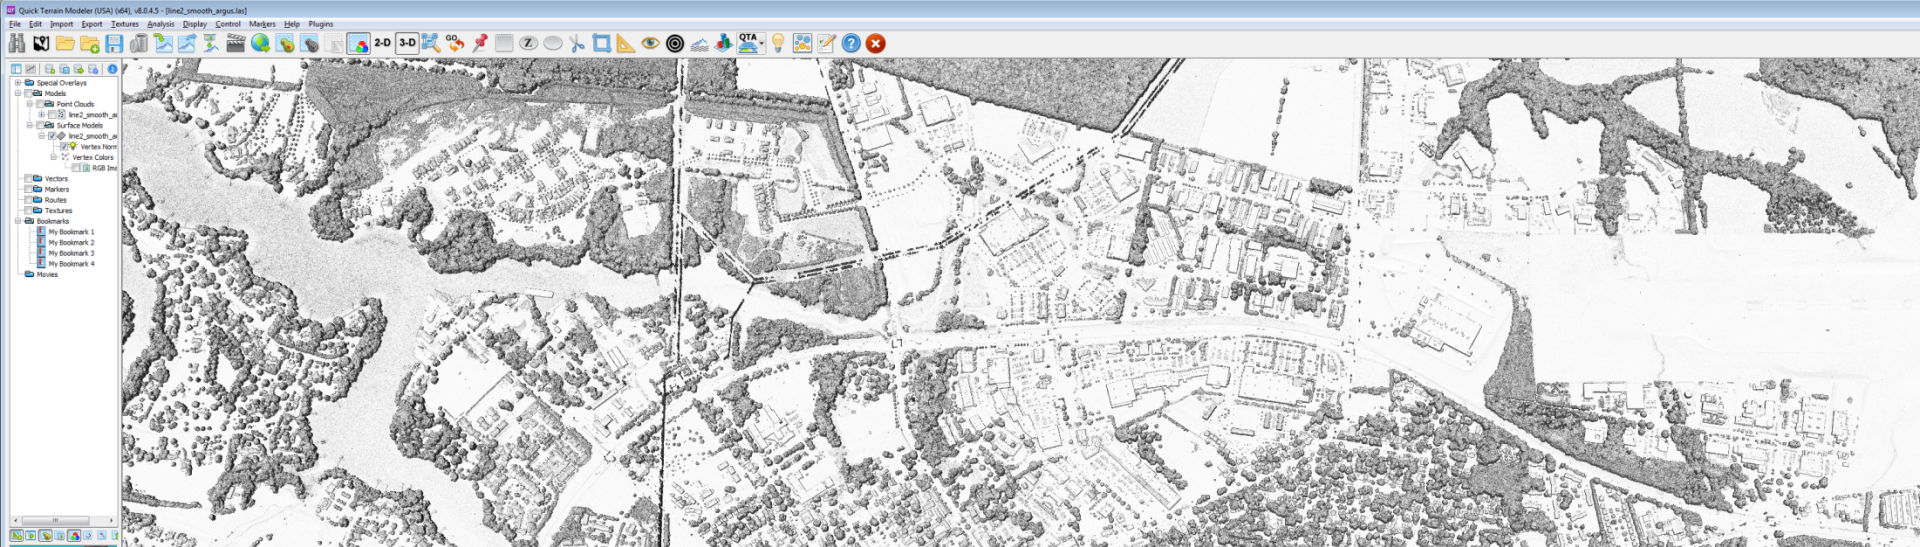 Quick Terrain Modeler (USA) (x64), v8.0.4.5 - [line2_smooth_argus.las]
File Edit Import Export Textures Analysis Display Control Markers Help Plugins
2-D 3-D GO Z QTA ?
Special Overlays
Models
Point Clouds
line2_smooth_a
Surface Models
line2_smooth_a
Vertex Norm
Vertex Colors
RGB Ima
Vectors
Markers
Routes
Textures
Bookmarks
My Bookmark 1
My Bookmark 2
My Bookmark 3
My Bookmark 4
Movies